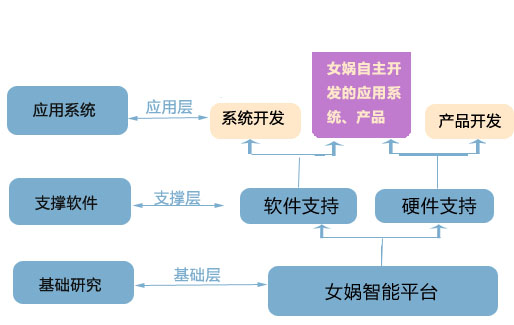 女娲自主开
发的应用系
统、产品
应用系统
应用层
系统开发
产品开发
支撑软件
支撑层
软件支持
硬件支持
基础研究
基础层
女娲智能平台